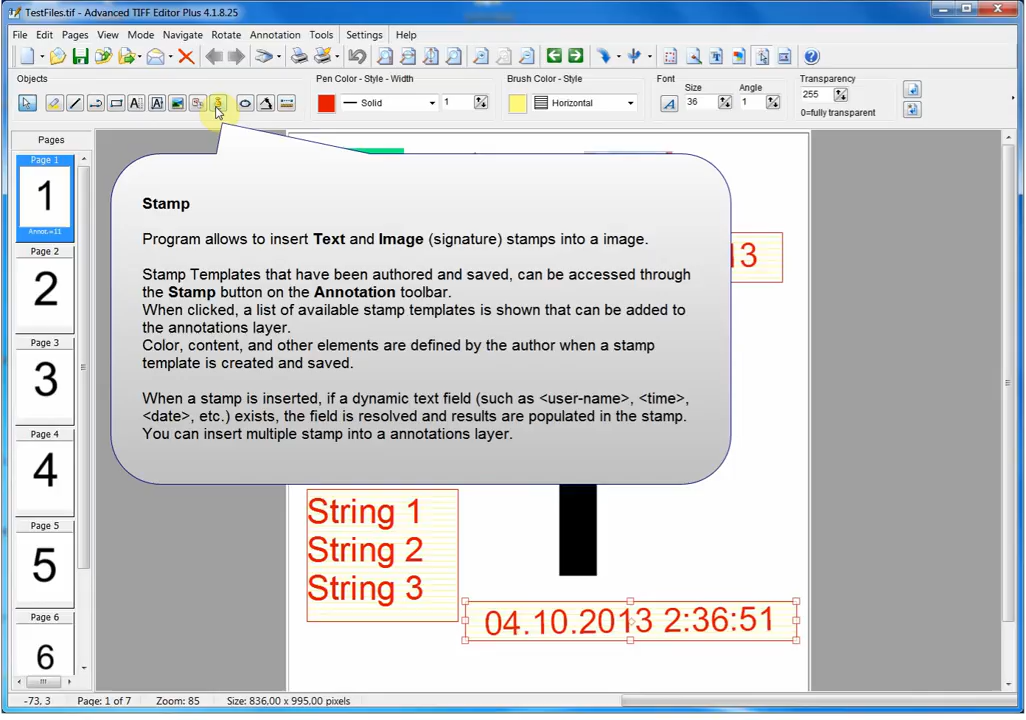 TestFiles.tif - Advanced TIFF Editor Plus 4.1.8.25
File Edit Pages View Mode Navigate Rotate Annotation Tools Settings Help
Objects
Pen Color - Style - Width
Solid
1
Brush Color - Style
Horizontal
Font
Size
36
Angle
1
Transparency
255
0=fully transparent
Pages
Page 1
1
Annot.=11
Page 2
2
Page 3
3
Page 4
4
Page 5
5
Page 6
6
Stamp
Program allows to insert Text and Image (signature) stamps into a image.
Stamp Templates that have been authored and saved, can be accessed through
the Stamp button on the Annotation toolbar.
When clicked, a list of available stamp templates is shown that can be added to
the annotations layer.
Color, content, and other elements are defined by the author when a stamp
template is created and saved.
When a stamp is inserted, if a dynamic text field (such as <user-name>, <time>,
<date>, etc.) exists, the field is resolved and results are populated in the stamp.
You can insert multiple stamp into a annotations layer.
13
String 1
String 2
String 3
04.10.2013 2:36:51
-73, 3
Page: 1 of 7
Zoom: 85
Size: 836,00 x 995.00 pixels